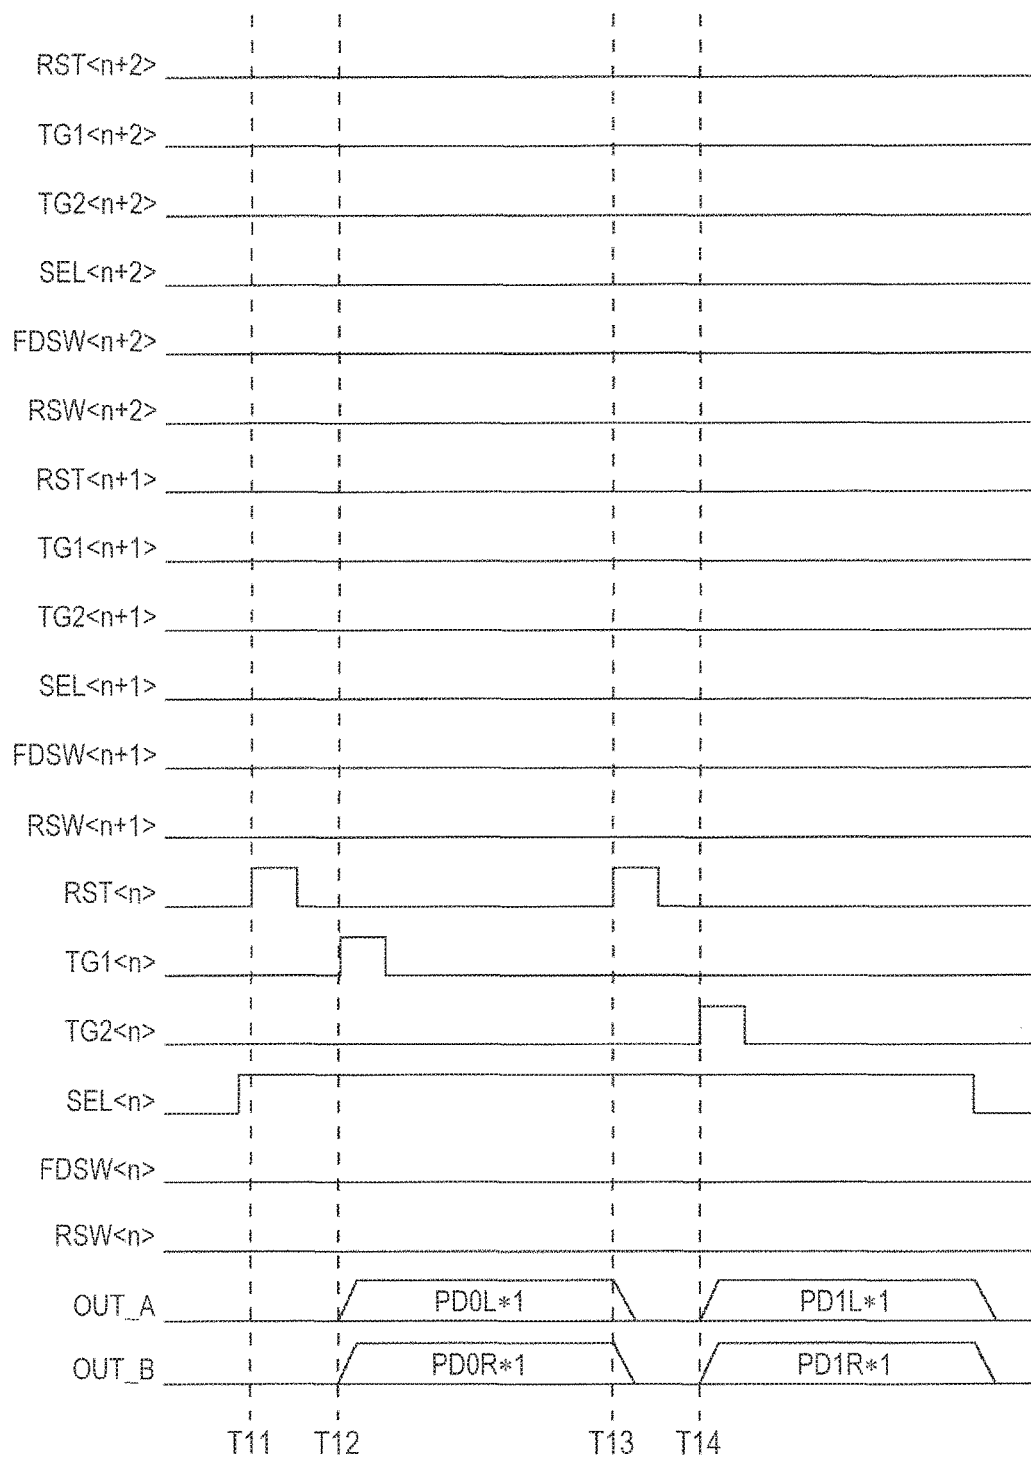 RST<n+2>
TG1<n+2>
TG2<n+2>
SEL<n+2>
FDSW<n+2>
RSW<n+2>
RST<n+1>
TG1<n+1>
TG2<n+1>
SEL<n+1>
FDSW<n+1>
RSW<n+1>
RST<n>
TG1<n>
TG2<n>
SEL<n>
FDSW<n>
RSW<n>
OUT_A PD0L*1 PD1L*1
OUT_B PD0R*1 PD1R*1
T11 T12 T13 T14